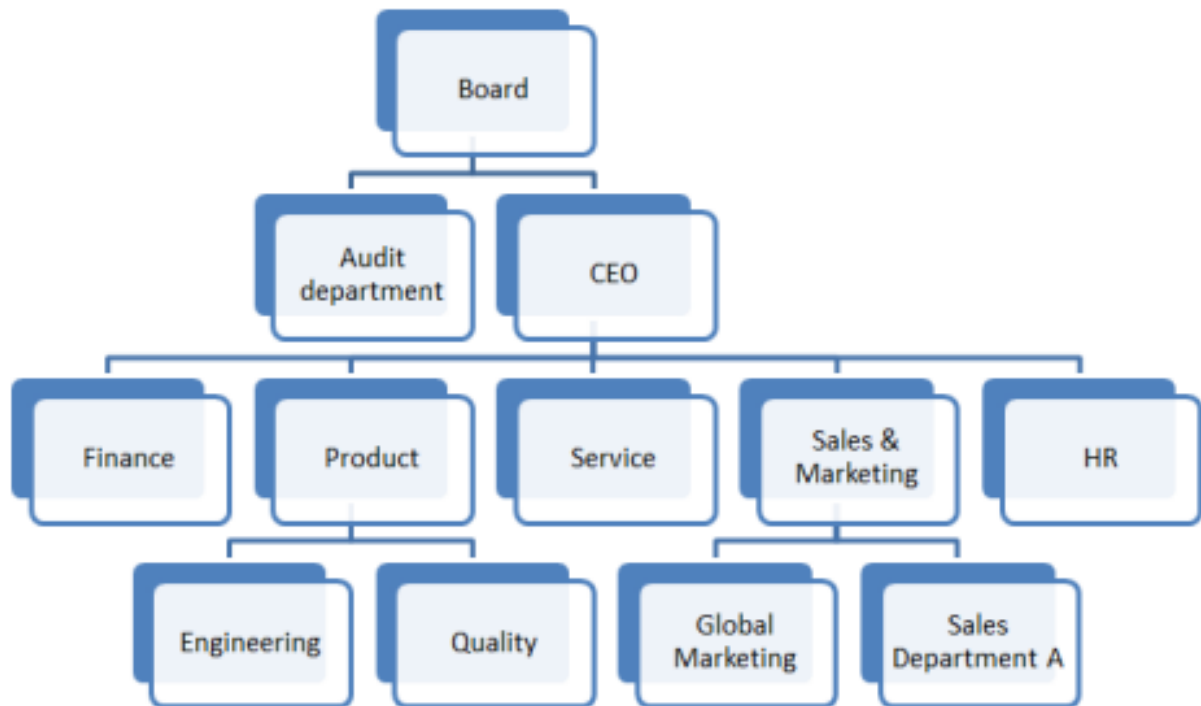 Board
Audit
department
CEO
Finance
Product
Service
Sales &
Marketing
HR
Engineering
Quality
Global
Marketing
Sales
Department A